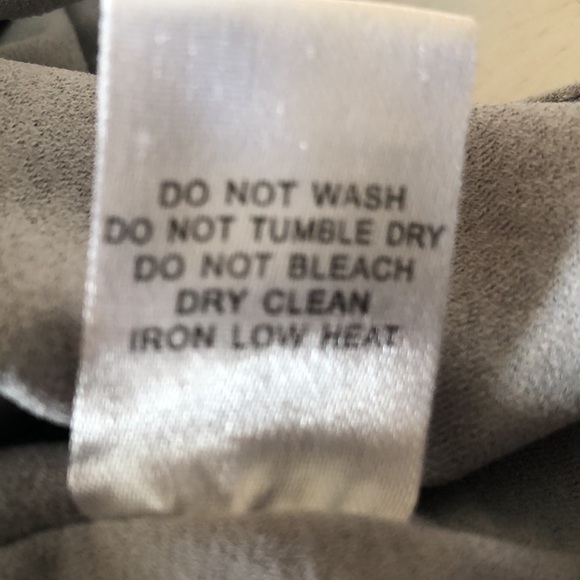 DO NOT WASH
DO NOT TUMBLE DRY
DO NOT BLEACH
DRY CLEAN
IRON LOW HEAT